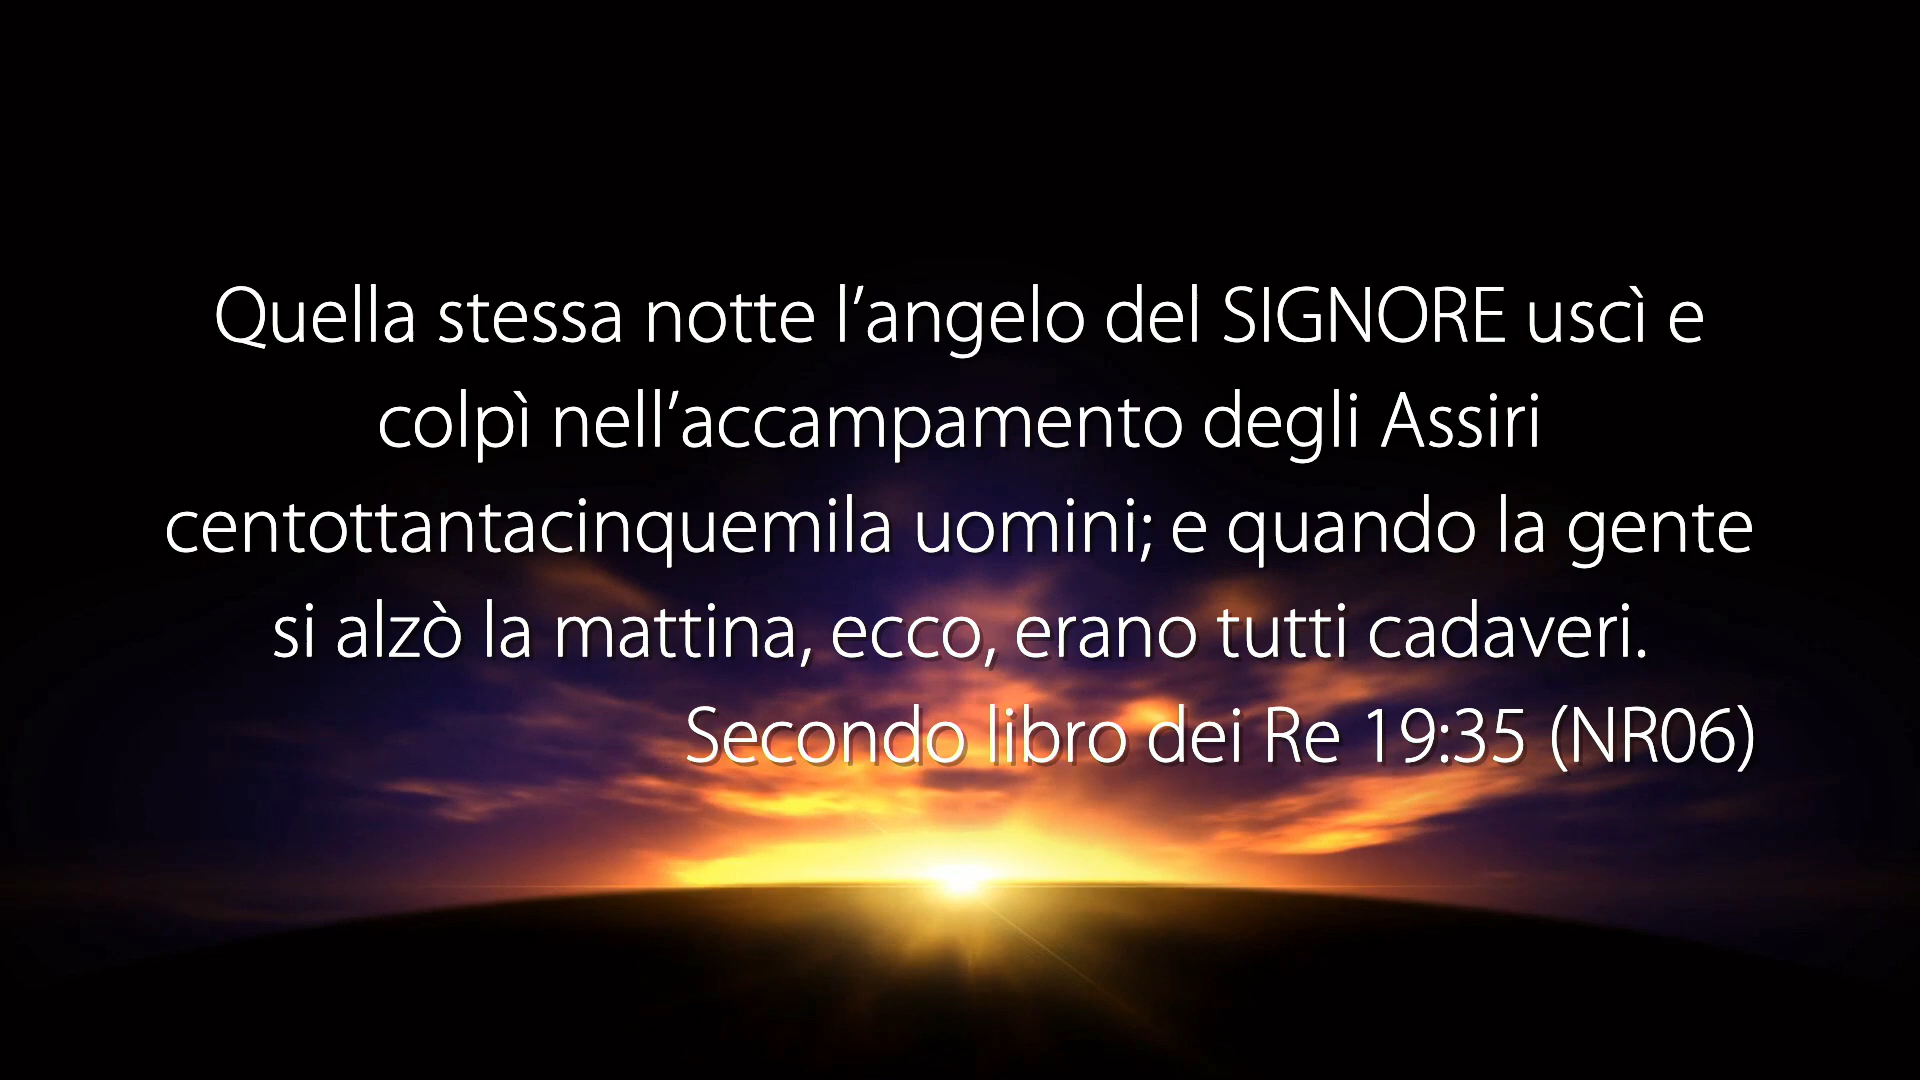 Quella stessa notte l’angelo del SIGNORE uscì e
colpì nell’accampamento degli Assiri
centottantacinquemila uomini; e quando la gente
si alzò la mattina, ecco, erano tutti cadaveri.
Secondo libro dei Re 19:35 (NR06)